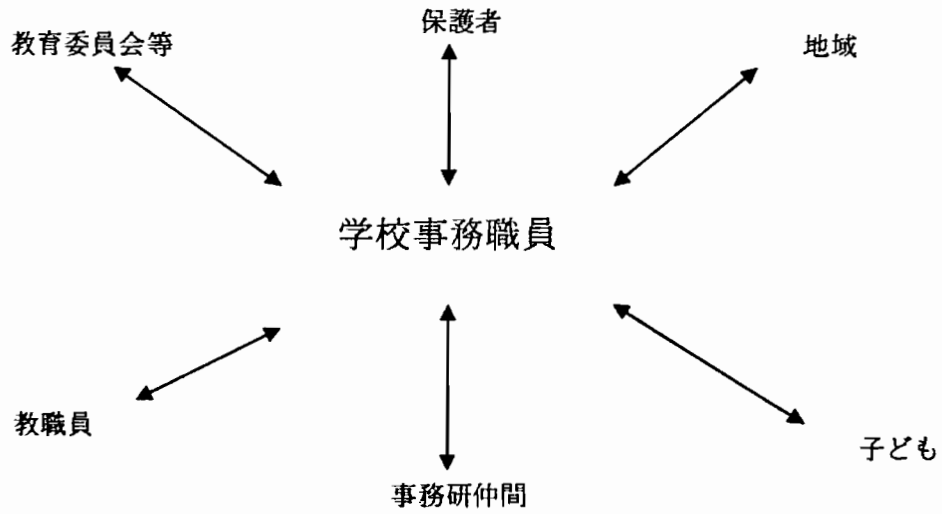 保護者
教育委員会等
地域
学校事務職員
教職員
子ども
事務研仲間